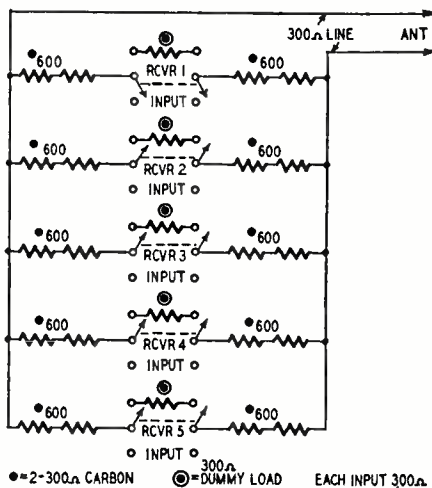 300Ω LINE ANT
600 RCVR 1 600
INPUT
600 RCVR 2 600
INPUT
600 RCVR 3 600
INPUT
600 RCVR 4 600
INPUT
600 RCVR 5 600
INPUT
=2-300Ω CARBON 300Ω =DUMMY LOAD EACH INPUT 300Ω